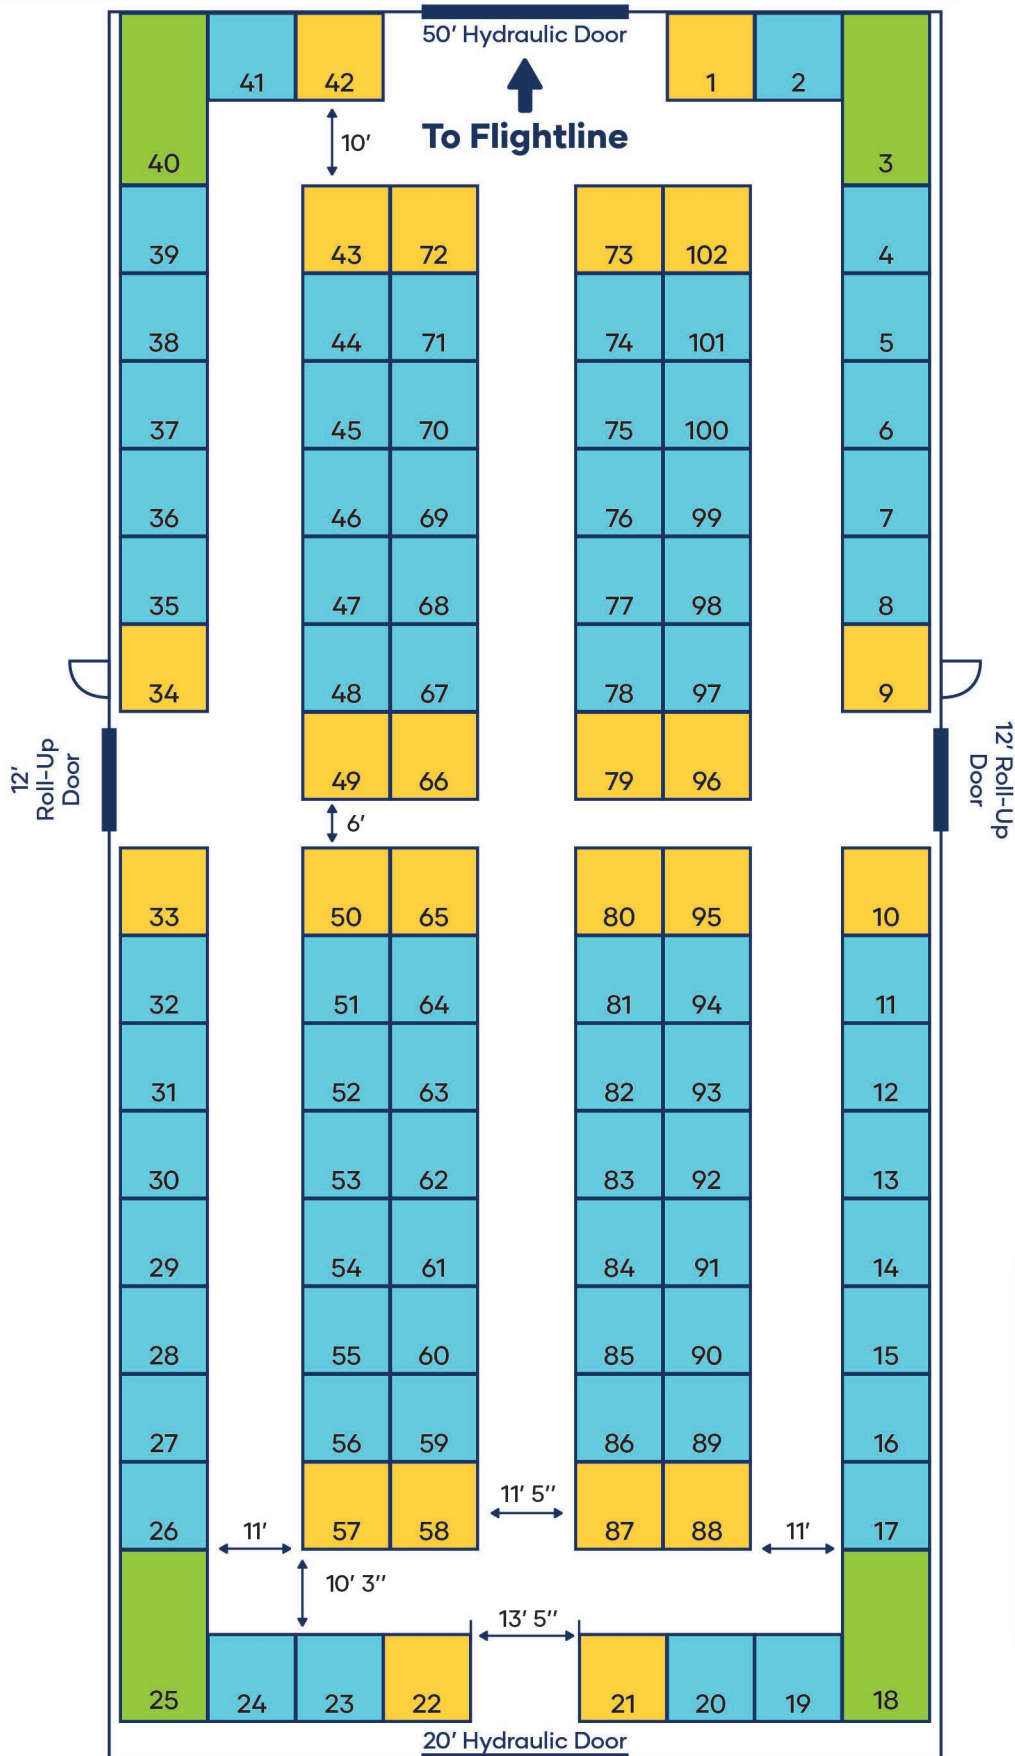 50' Hydraulic Door
41 42 1 2
To Flightline
10'
40 3
39 43 72 73 102 4
38 44 71 74 101 5
37 45 70 75 100 6
36 46 69 76 99 7
35 47 68 77 98 8
34 48 67 78 97 9
12'
Roll-Up
Door
12' Roll-Up
Door
49 66 79 96
6'
33 50 65 80 95 10
32 51 64 81 94 11
31 52 63 82 93 12
30 53 62 83 92 13
29 54 61 84 91 14
28 55 60 85 90 15
27 56 59 86 89 16
11' 5''
26 57 58 87 88 17
11' 11'
10' 3''
13' 5''
25 24 23 22 21 20 19 18
20' Hydraulic Door